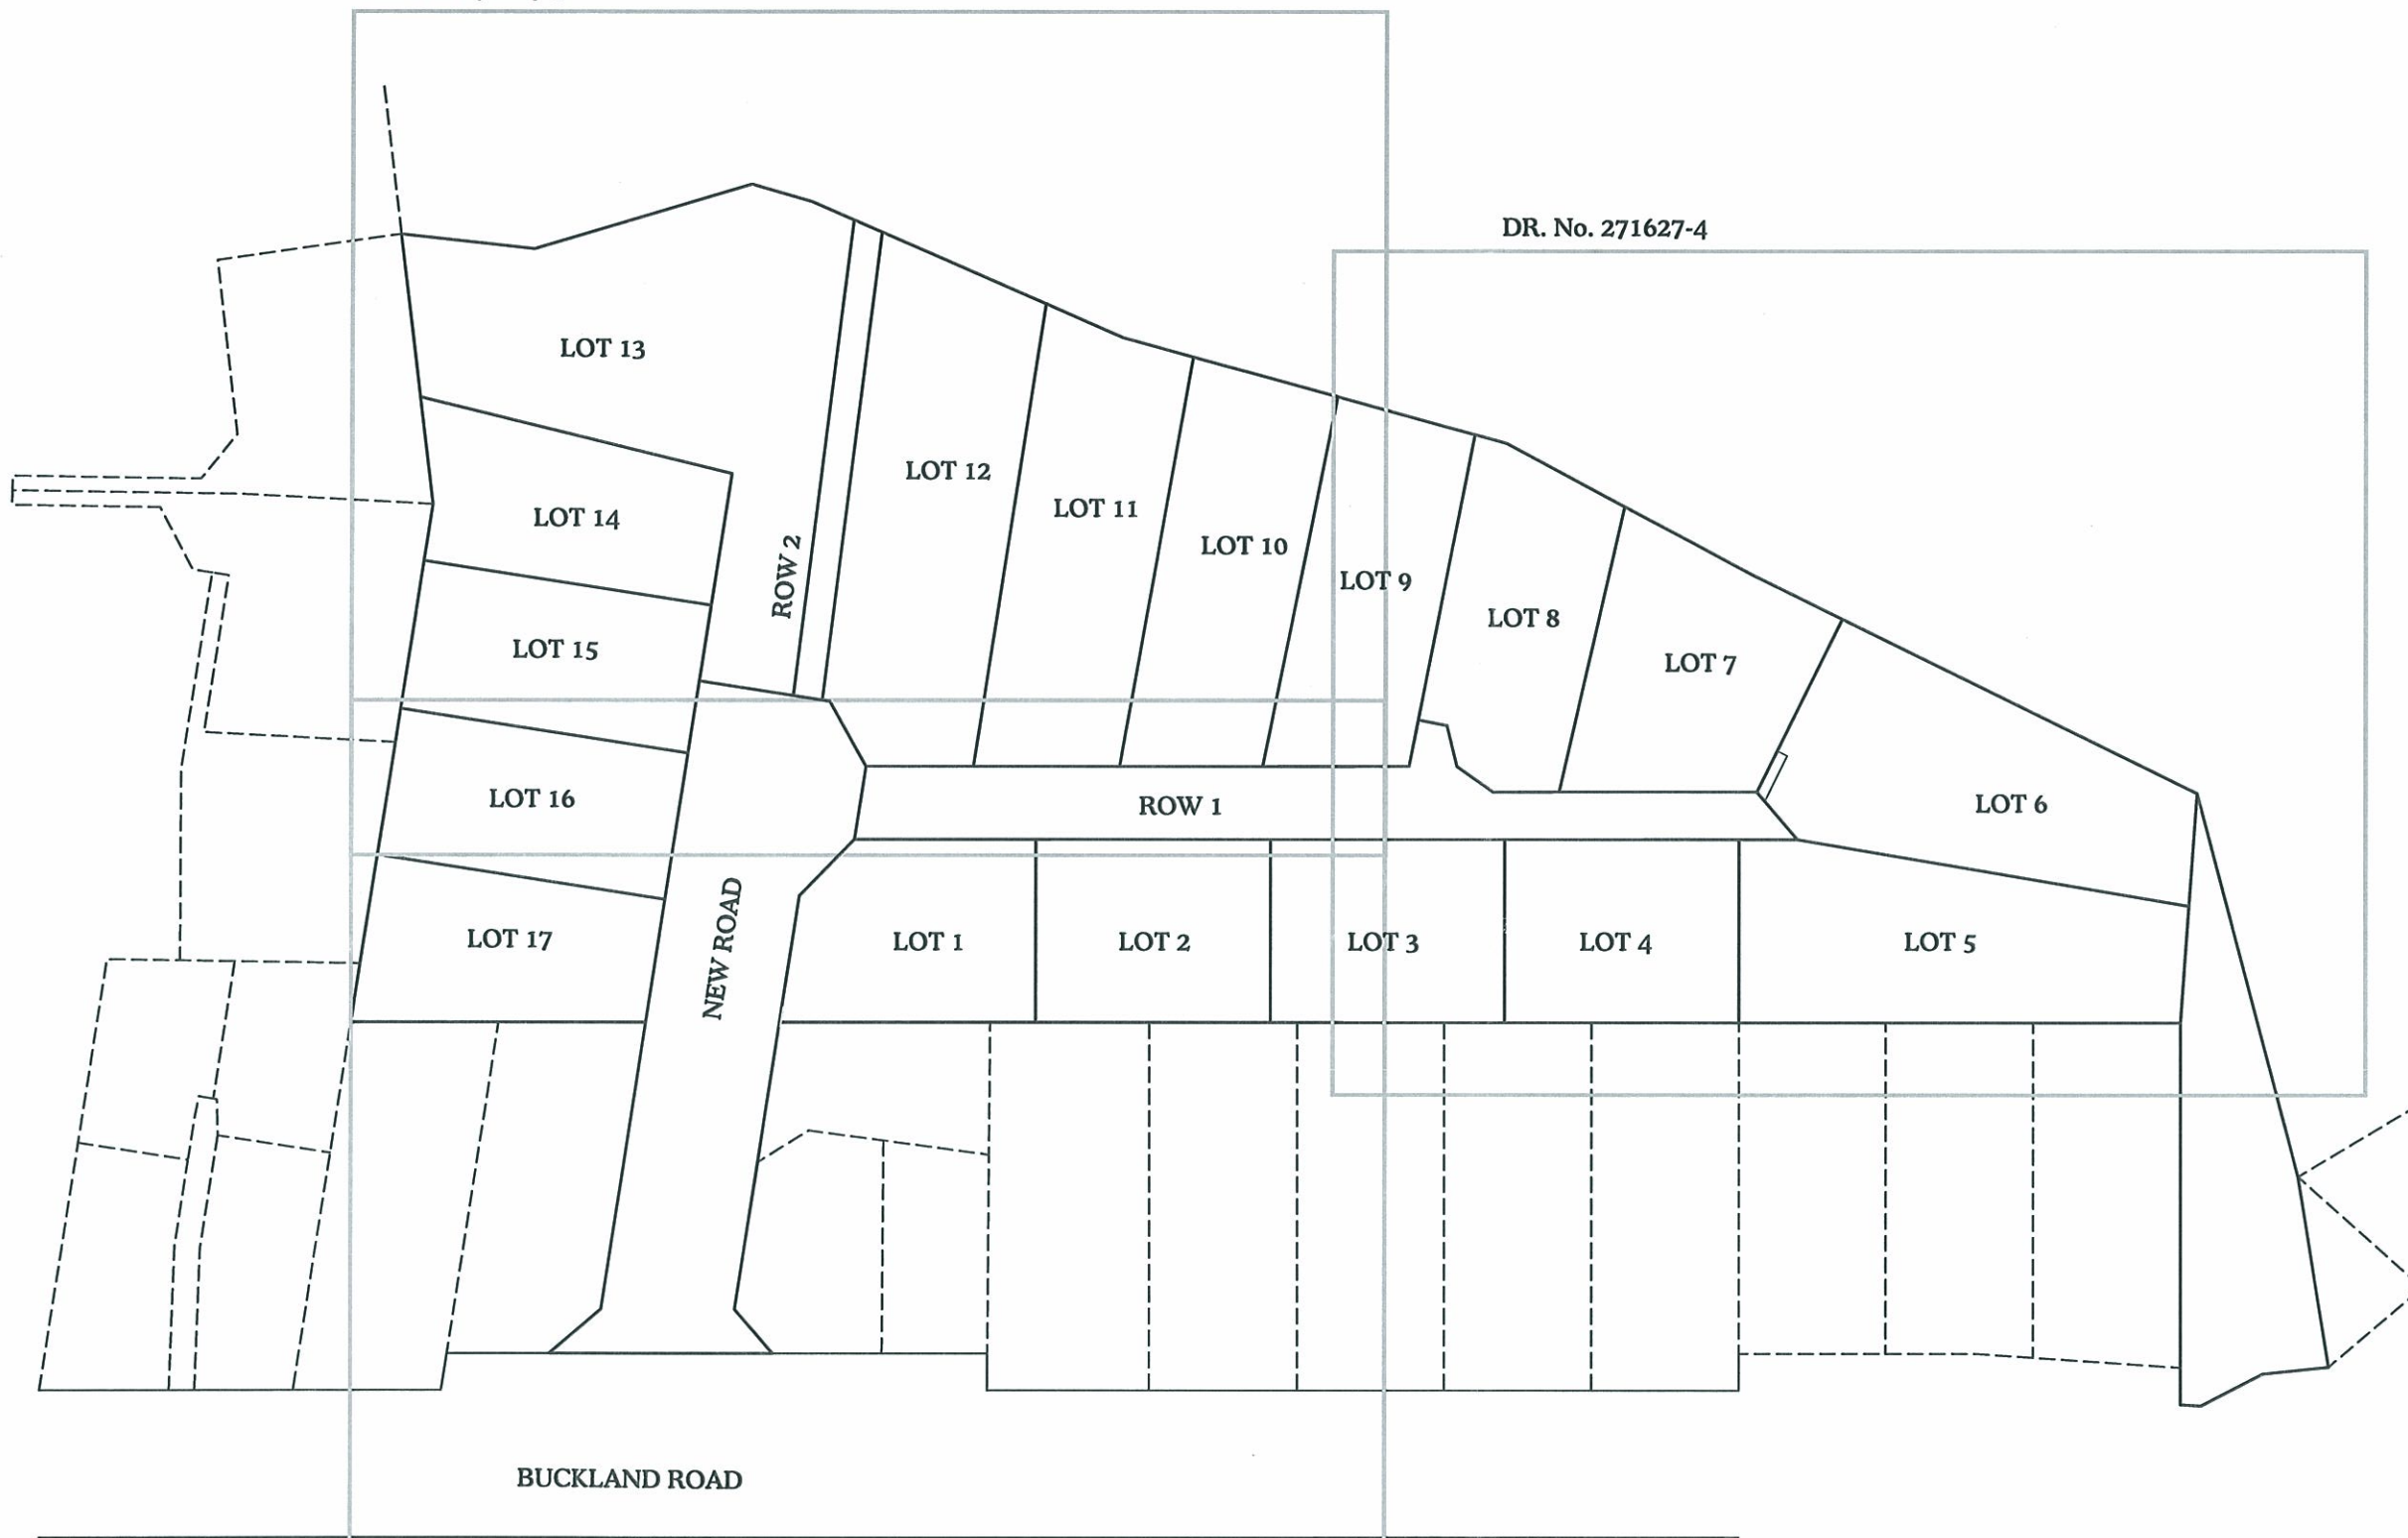 DR. No. 271627-4
LOT 13
LOT 12
LOT 11
LOT 14
LOT 10
ROW 2
LOT 9
LOT 8
LOT 15
LOT 7
LOT 16
ROW 1
LOT 6
LOT 17
NEW ROAD
LOT 1
LOT 2
LOT 3
LOT 4
LOT 5
BUCKLAND ROAD